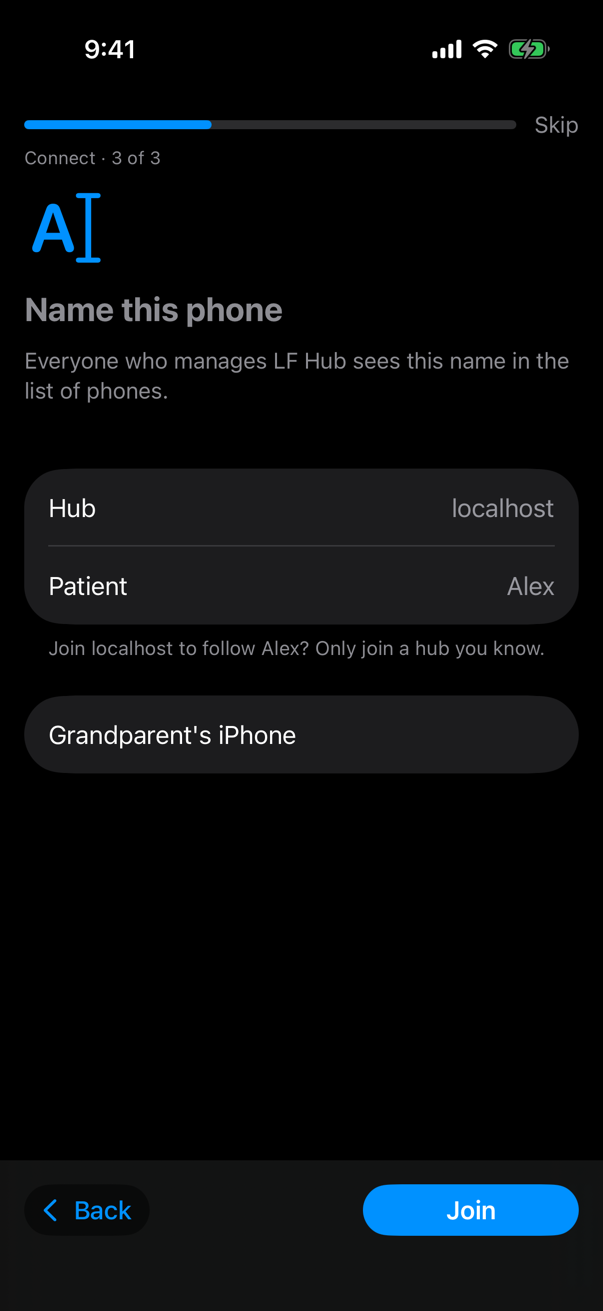 9:41
Skip
Connect · 3 of 3
A
Name this phone
Everyone who manages LF Hub sees this name in the
list of phones.
Hub localhost
Patient Alex
Join localhost to follow Alex? Only join a hub you know.
Grandparent's iPhone
Back
Join